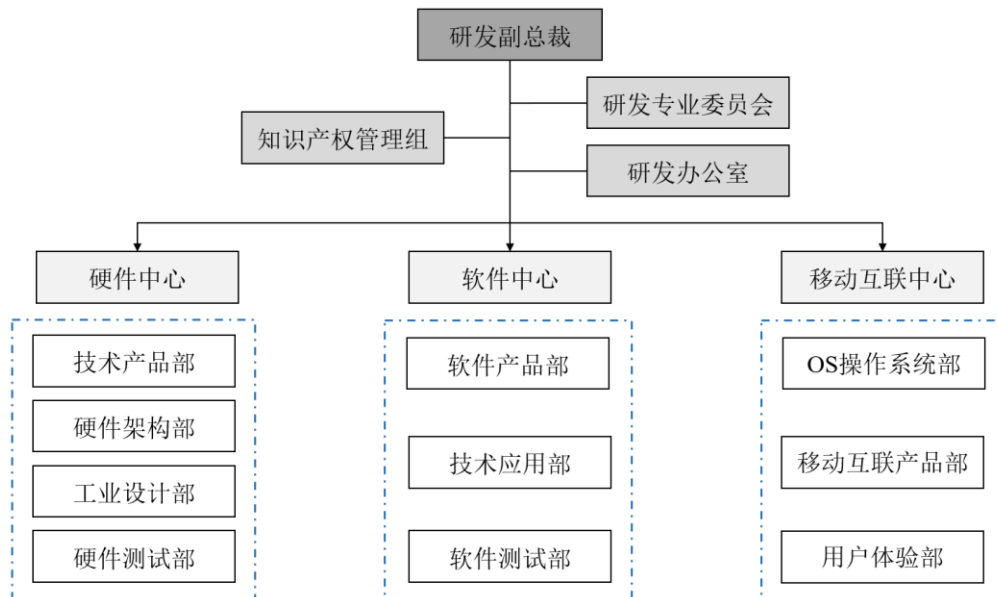 研发副总裁
研发专业委员会
知识产权管理组
研发办公室
硬件中心
软件中心
移动互联中心
技术产品部
硬件架构部
工业设计部
硬件测试部
软件产品部
技术应用部
软件测试部
OS操作系统部
移动互联产品部
用户体验部